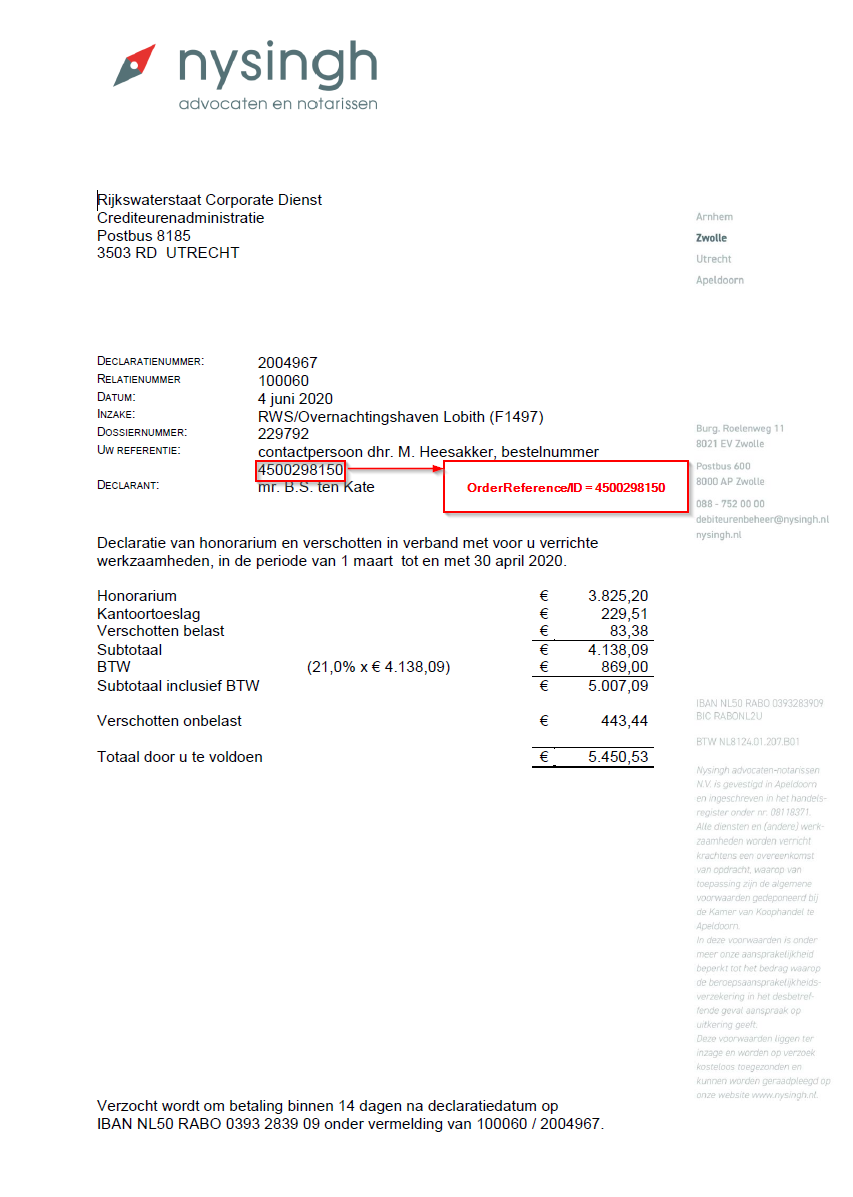 nysingh
advocaten en notarissen
Rijkswaterstaat Corporate Dienst
Crediteurenadministratie
Postbus 8185
3503 RD  UTRECHT
Arnhem
Zwolle
Utrecht
Apeldoorn
DECLARATIENUMMER: 2004967
RELATIENUMMER 100060
DATUM: 4 juni 2020
INZAKE: RWS/Overnachtingshaven Lobith (F1497)
DOSSIERNUMMER: 229792
UW REFERENTIE: contactpersoon dhr. M. Heesakker, bestelnummer
4500298150
OrderReference/ID = 4500298150
DECLARANT: mr. B.S. ten Kate
Burg. Roelenweg 11
8021 EV Zwolle
Postbus 600
8000 AP Zwolle
088 - 752 00 00
debiteurenbeheer@nysingh.nl
nysingh.nl
Declaratie van honorarium en verschotten in verband met voor u verrichte
werkzaamheden, in de periode van 1 maart  tot en met 30 april 2020.
Honorarium € 3.825,20
Kantoortoeslag € 229,51
Verschotten belast € 83,38
Subtotaal € 4.138,09
BTW (21,0% x € 4.138,09) € 869,00
Subtotaal inclusief BTW € 5.007,09
Verschotten onbelast € 443,44
Totaal door u te voldoen € 5.450,53
IBAN NL50 RABO 0393283909
BIC RABONL2U
BTW NL8124.01.207.B01
Nysingh advocaten-notarissen
N.V. is gevestigd in Apeldoorn
en ingeschreven in het handels-
register onder nr. 08118371.
Alle diensten en (andere) werk-
zaamheden worden verricht
krachtens een overeenkomst
van opdracht, waarop van
toepassing zijn de algemene
voorwaarden gedeponeerd bij
de Kamer van Koophandel te
Apeldoorn.
In deze voorwaarden is onder
meer onze aansprakelijkheid
beperkt tot het bedrag waarop
de beroepsaansprakelijkheids-
verzekering in het desbetref-
fende geval aanspraak op
uitkering geeft.
Deze voorwaarden liggen ter
inzage en worden op verzoek
kosteloos toegezonden en
kunnen worden geraadpleegd op
onze website www.nysingh.nl.
Verzocht wordt om betaling binnen 14 dagen na declaratiedatum op
IBAN NL50 RABO 0393 2839 09 onder vermelding van 100060 / 2004967.